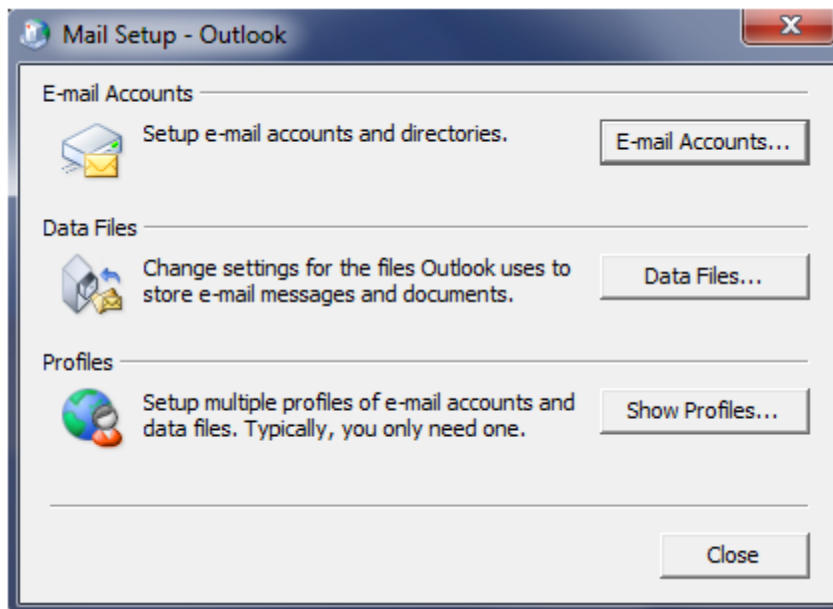 Mail Setup - Outlook
E-mail Accounts
Setup e-mail accounts and directories.
E-mail Accounts...
Data Files
Change settings for the files Outlook uses to
store e-mail messages and documents.
Data Files...
Profiles
Setup multiple profiles of e-mail accounts and
data files. Typically, you only need one.
Show Profiles...
Close